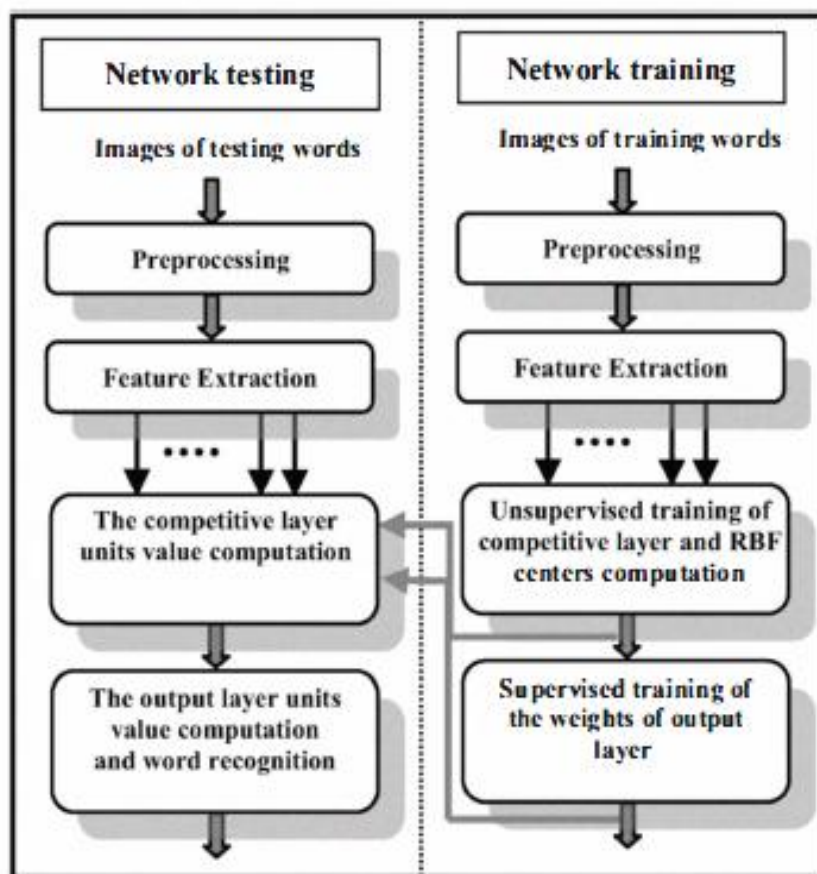 Network testing
Images of testing words
Preprocessing
Feature Extraction
....
The competitive layer
units value computation
The output layer units
value computation
and word recognition
Network training
Images of training words
Preprocessing
Feature Extraction
....
Unsupervised training of
competitive layer and RBF
centers computation
Supervised training of
the weights of output
layer